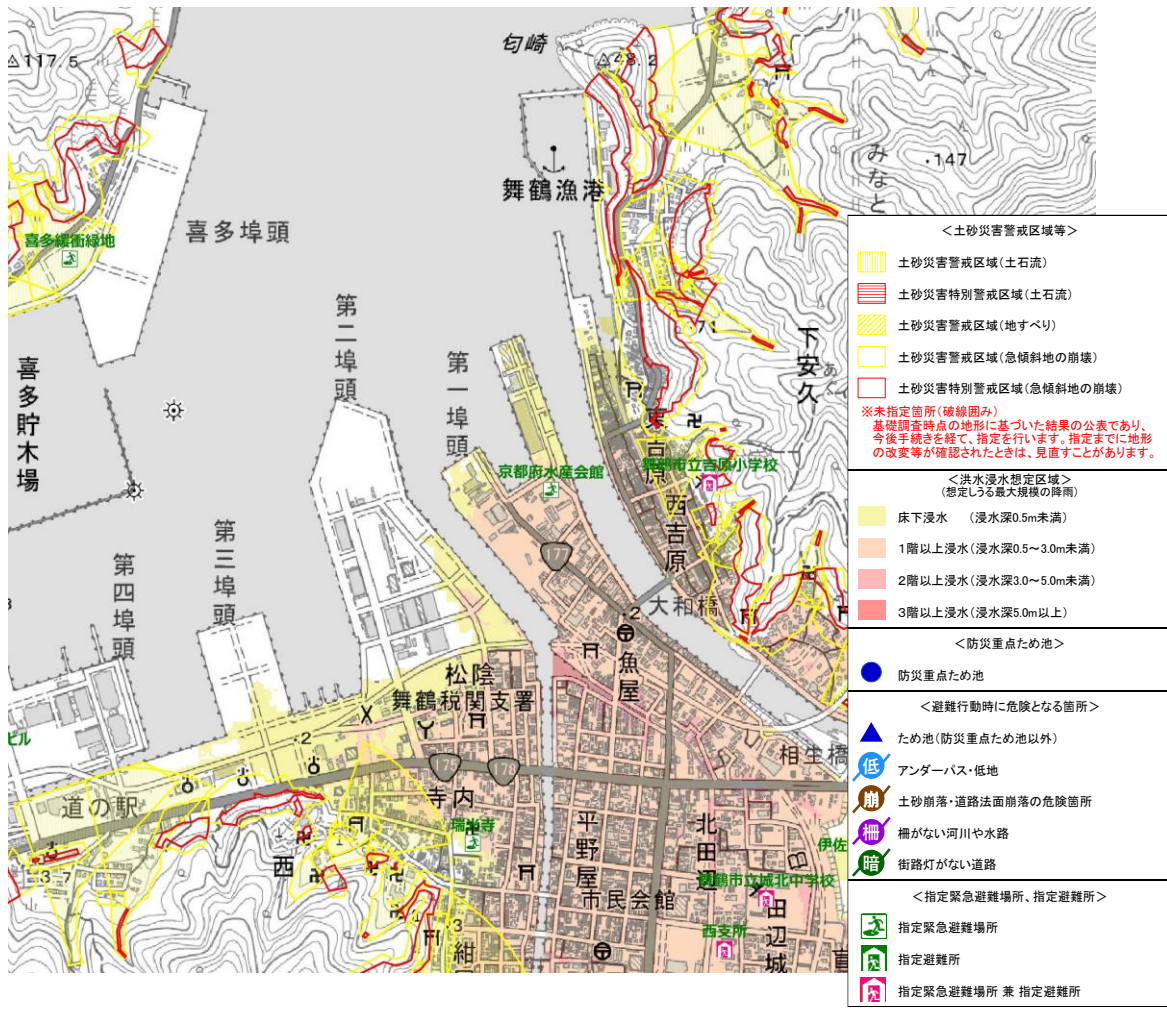 匂崎
117.5
48.2
舞鶴漁港
みなと
147
喜多埠頭
喜多緩衝緑地
第二埠頭
第一埠頭
喜多貯木場
下安久
71
東吉原
舞鶴市立吉原小学校
京都府水産会館
西吉原
177
第三埠頭
第四埠頭
大和橋
2
魚屋
松陰
舞鶴税関支署
ビル
2
相生橋
175
178
寺内
道の駅
瑞光寺
平野屋
北田辺
伊佐
3.7
西
市民会館
舞鶴市立城北中学校
田辺城
西支所
3
紺
<土砂災害警戒区域等>
土砂災害警戒区域(土石流)
土砂災害特別警戒区域(土石流)
土砂災害警戒区域(地すべり)
土砂災害警戒区域(急傾斜地の崩壊)
土砂災害特別警戒区域(急傾斜地の崩壊)
※未指定箇所(破線囲み)
基礎調査時点の地形に基づいた結果の公表であり、
今後手続きを経て、指定を行います。指定までに地形
の改変等が確認されたときは、見直すことがあります。
<洪水浸水想定区域>
(想定しうる最大規模の降雨)
床下浸水 (浸水深0.5m未満)
1階以上浸水(浸水深0.5~3.0m未満)
2階以上浸水(浸水深3.0~5.0m未満)
3階以上浸水(浸水深5.0m以上)
<防災重点ため池>
防災重点ため池
<避難行動時に危険となる箇所>
ため池(防災重点ため池以外)
低 アンダーパス・低地
崩 土砂崩落・道路法面崩落の危険箇所
柵 柵がない河川や水路
暗 街路灯がない道路
<指定緊急避難場所、指定避難所>
指定緊急避難場所
指定避難所
指定緊急避難場所 兼 指定避難所